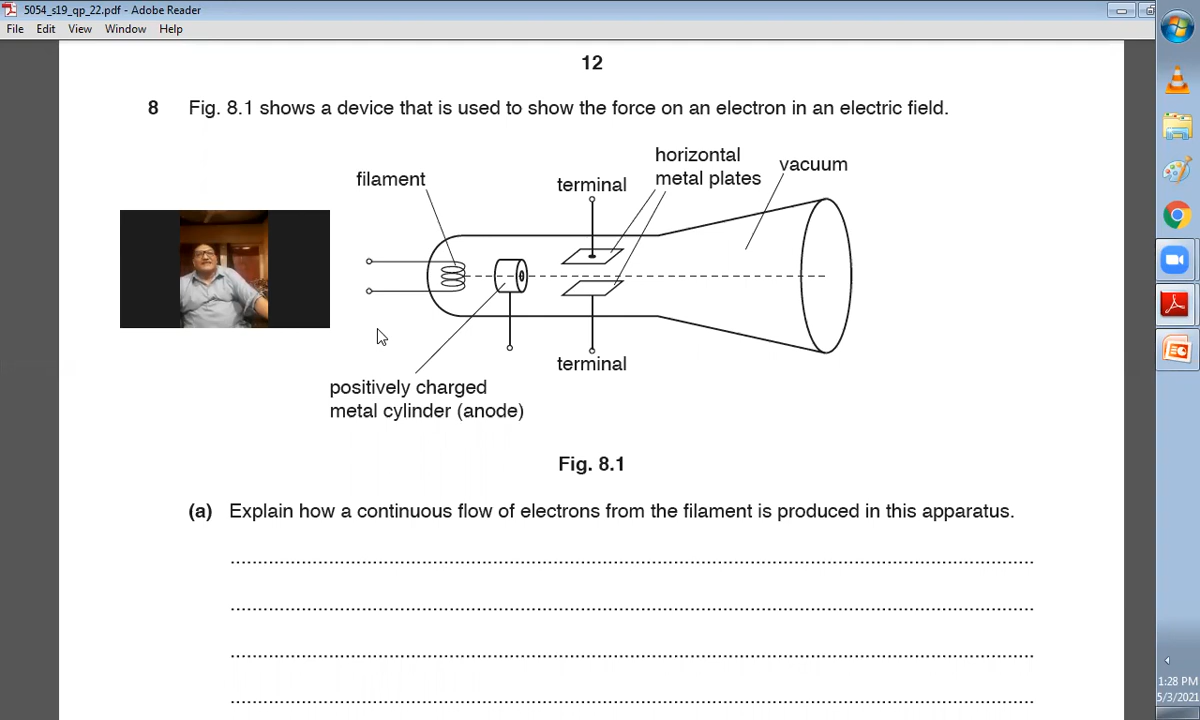 5054_s19_qp_22.pdf - Adobe Reader
File Edit View Window Help
12
8 Fig. 8.1 shows a device that is used to show the force on an electron in an electric field.
horizontal
metal plates
vacuum
filament
terminal
terminal
positively charged
metal cylinder (anode)
Fig. 8.1
(a) Explain how a continuous flow of electrons from the filament is produced in this apparatus.
1:28 PM
5/3/2021